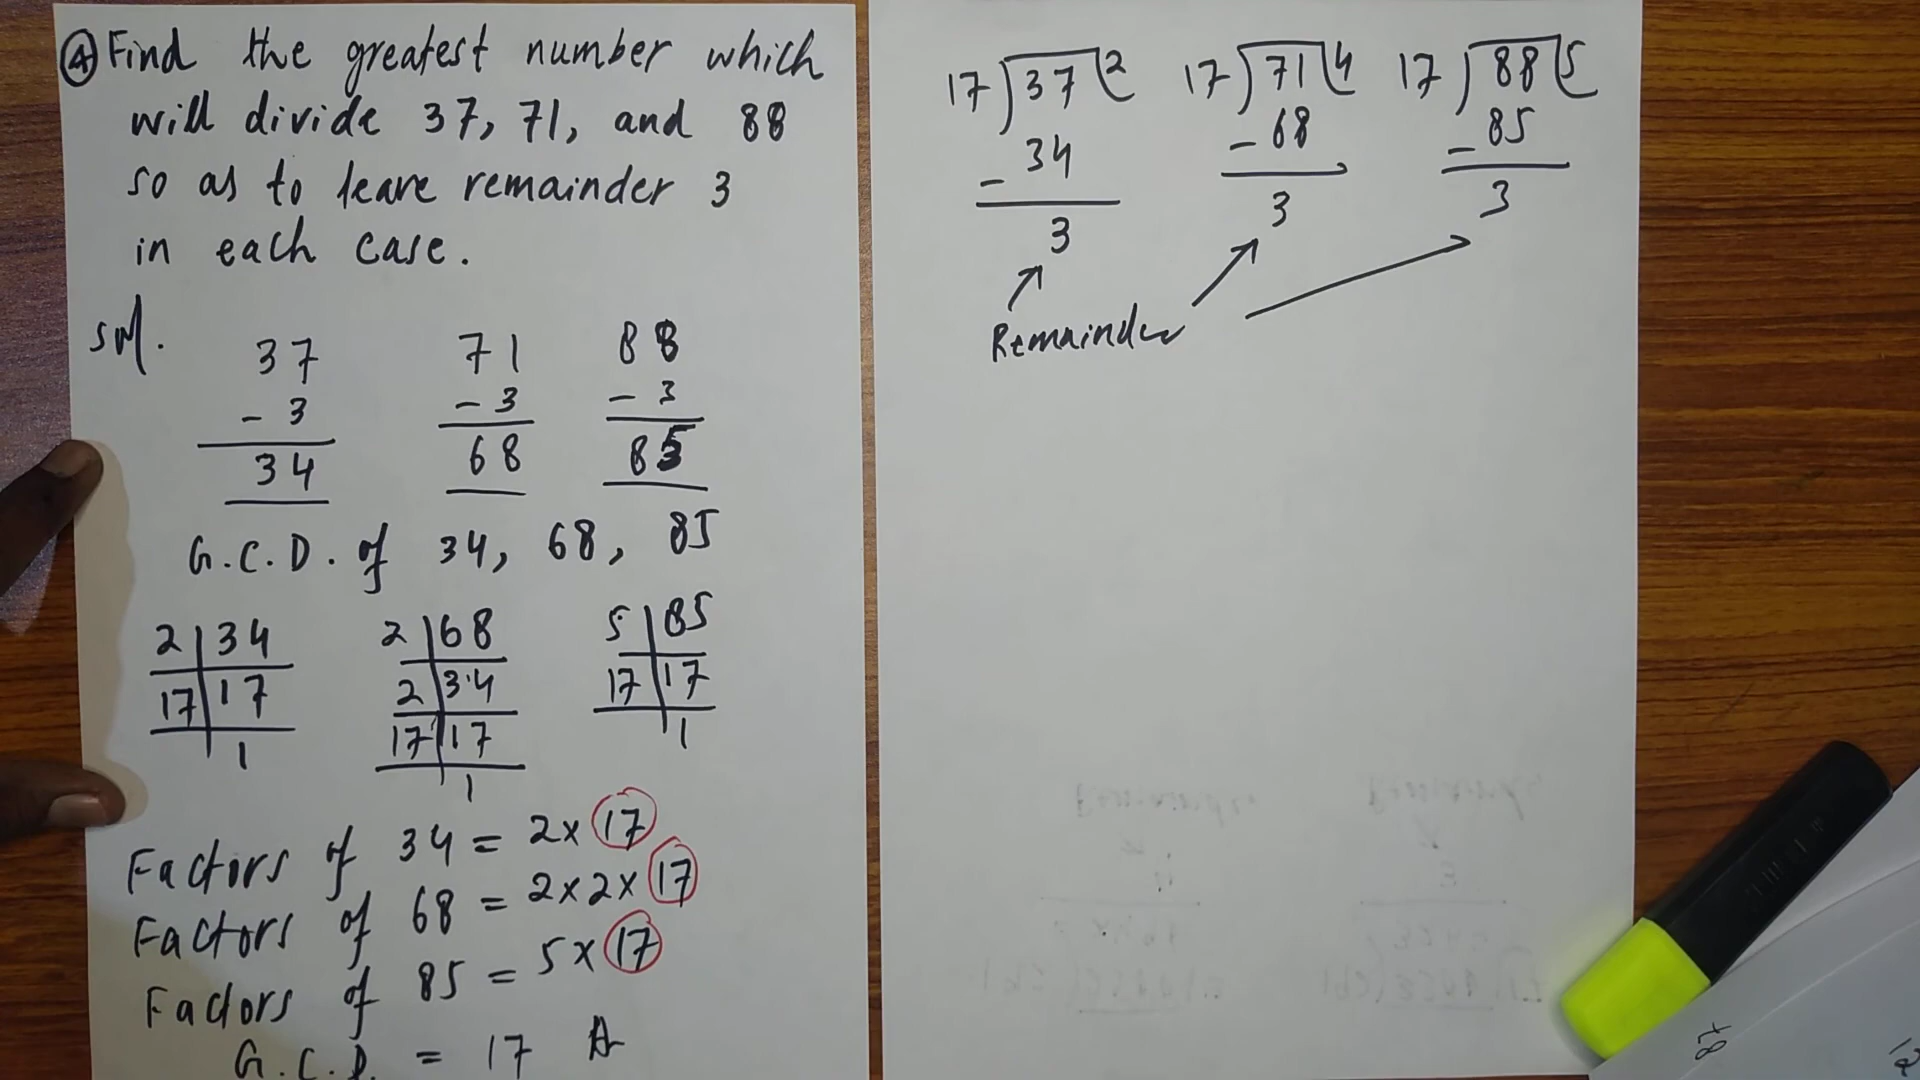 ④ Find the greatest number which
will divide 37, 71, and 88
so as to leave remainder 3
in each case.
Sol.
37 71 88
- 3 - 3 - 3
34 68 85
G.C.D. of 34, 68, 85
2 | 34 2 | 68 5 | 85
17 | 17 2 | 34 17 | 17
1 17 | 17 1
1
Factors of 34 = 2 x 17
Factors of 68 = 2 x 2 x 17
Factors of 85 = 5 x 17
G.C.D. = 17
17 ) 37 ( 2 17 ) 71 ( 4 17 ) 88 ( 5
- 34 - 68 - 85
3 3 3
Remainder